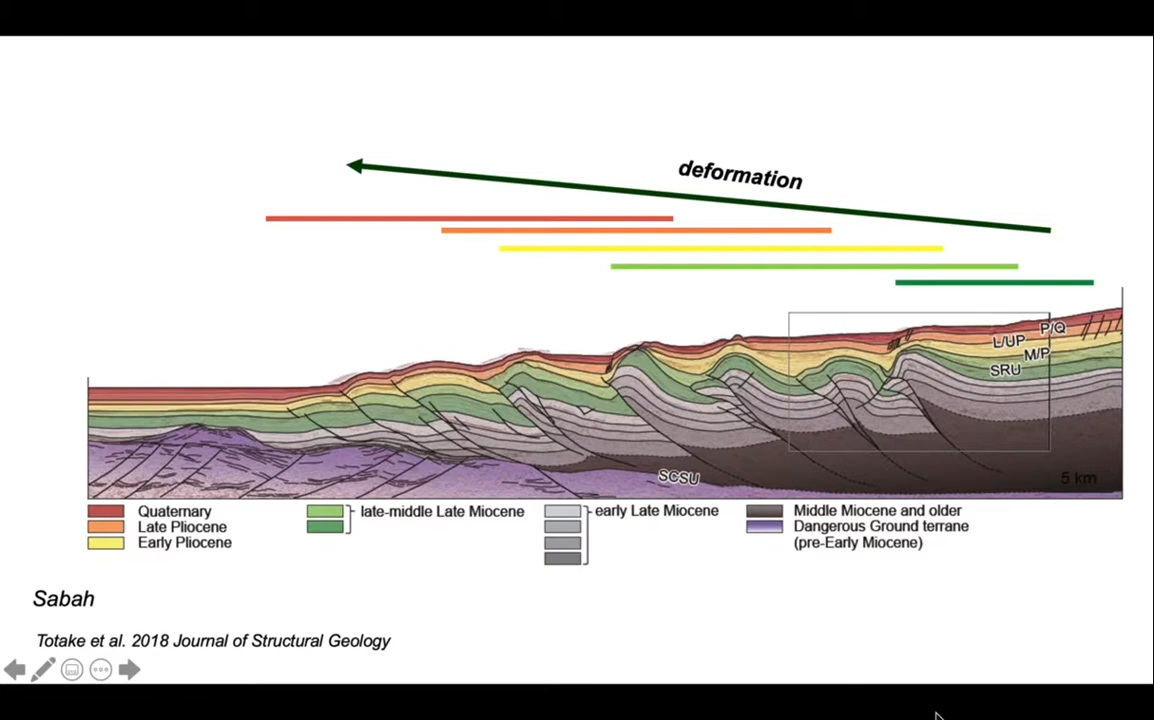 deformation
P/Q
L/UP
M/P
SRU
SCSU
5 km
Quaternary
Late Pliocene
Early Pliocene
late-middle Late Miocene
early Late Miocene
Middle Miocene and older
Dangerous Ground terrane
(pre-Early Miocene)
Sabah
Totake et al. 2018 Journal of Structural Geology